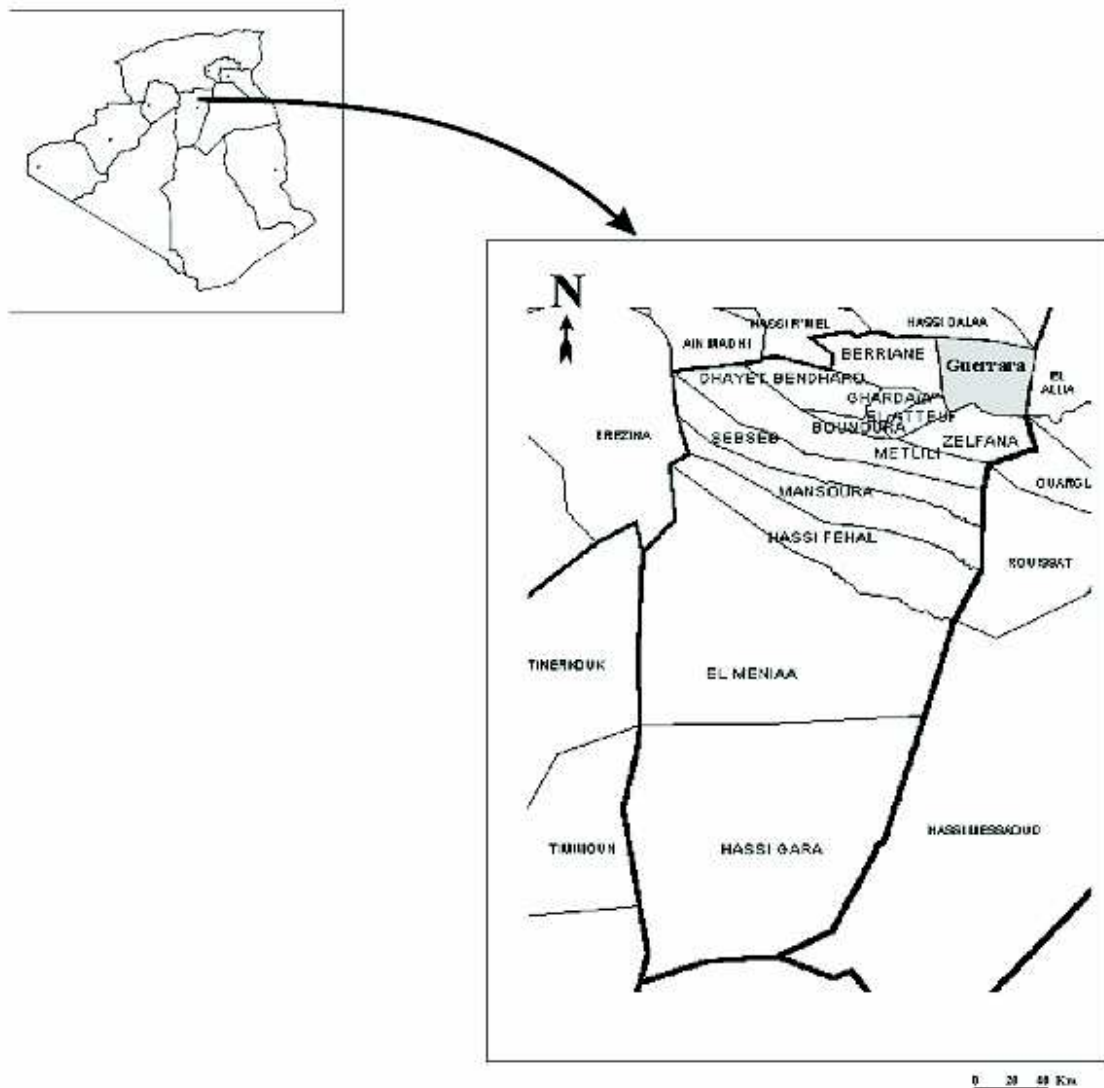 N
HASSI R'MEL
HASSI DALAA
AIN MADHI
BERRIANE
Guerrara
EL
ALLIA
DHAYET BENDHAHO
GHARDAIA
EL ATTEUF
BOUNOURA
BREZINA
SEBSEB
ZELFANA
METLILI
OUARGL
MANSOURA
HASSI FEHAL
ROUISSAT
TINERKOUK
EL MENIAA
HASSI MESSAOUD
TIMIMOUN
HASSI GARA
0 20 40 Km